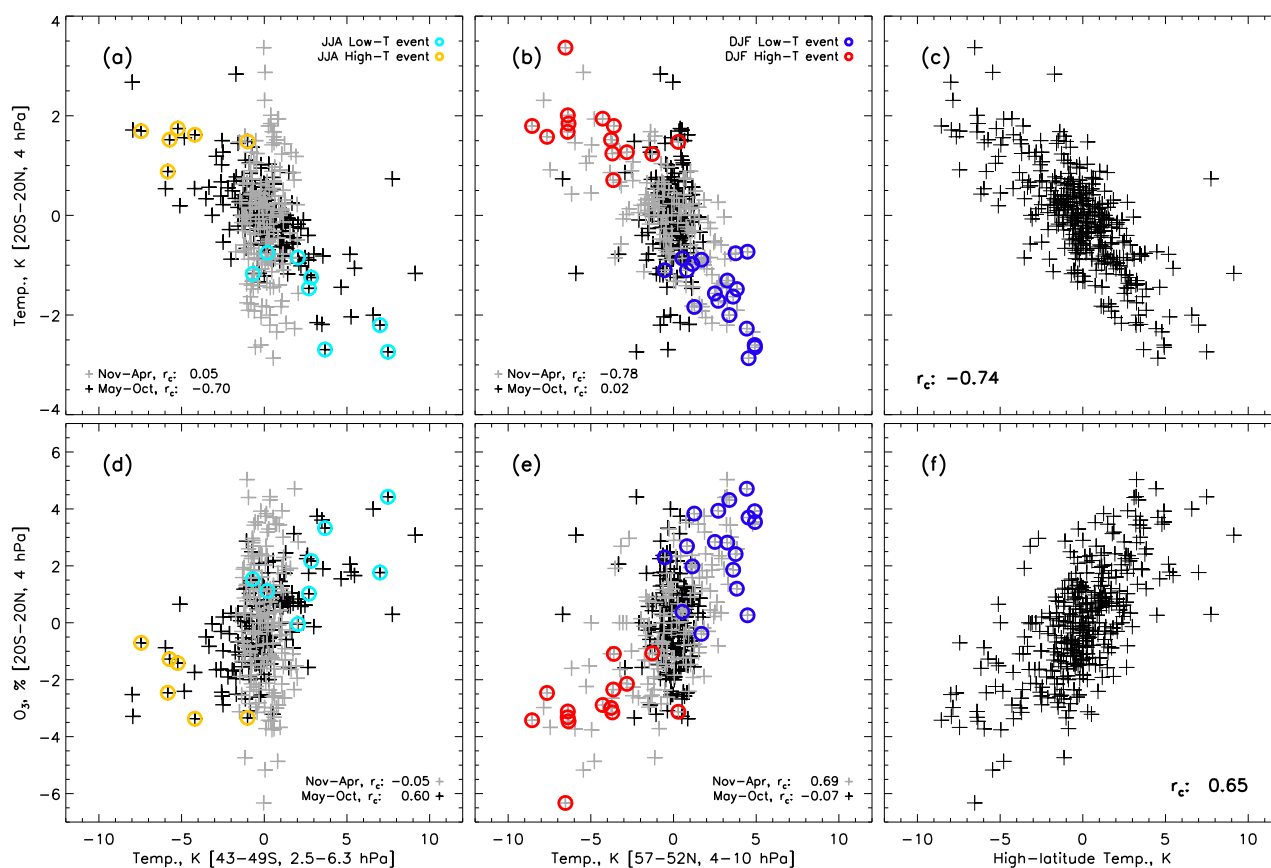 (a)
JJA Low-T event
JJA High-T event
(b)
DJF Low-T event
DJF High-T event
(c)
4
2
0
-2
-4
Temp., K [20S-20N, 4 hPa]
Nov-Apr, rc: 0.05
May-Oct, rc: -0.70
Nov-Apr, rc: -0.78
May-Oct, rc: 0.02
rc: -0.74
(d)
(e)
(f)
6
4
2
0
-2
-4
-6
O3, % [20S-20N, 4 hPa]
Nov-Apr, rc: -0.05
May-Oct, rc: 0.60
Nov-Apr, rc: 0.69
May-Oct, rc: -0.07
rc: 0.65
-10 -5 0 5 10
-10 -5 0 5 10
-10 -5 0 5 10
Temp., K [43-49S, 2.5-6.3 hPa]
Temp., K [57-52N, 4-10 hPa]
High-latitude Temp., K